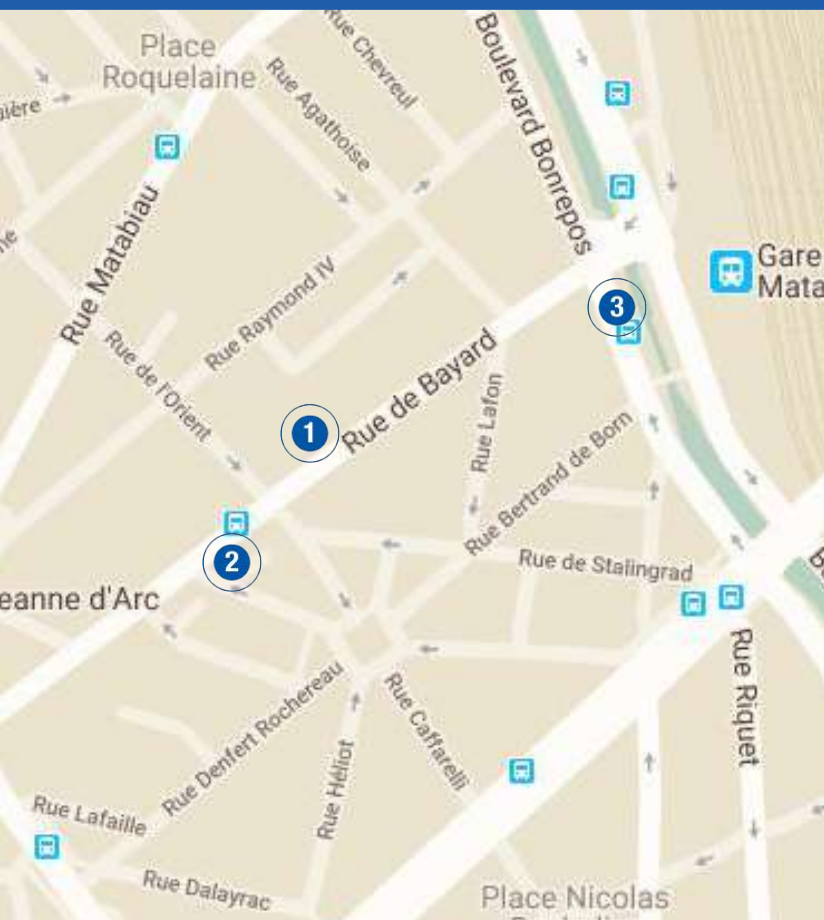 Place
Roquelaine
Rue Chevreul
Boulevard Bonrepos
Rue Agathoise
ière
Rue Matabiau
Gare
Mata
Rue Raymond IV
3
Rue de l'Orient
1
Rue de Bayard
Rue Lafon
Rue Bertrand de Born
2
Rue de Stalingrad
eanne d'Arc
Rue Riquet
Rue Denfert Rochereau
Rue Caffarelli
Rue Héliot
Rue Lafaille
Rue Dalayrac
Place Nicolas